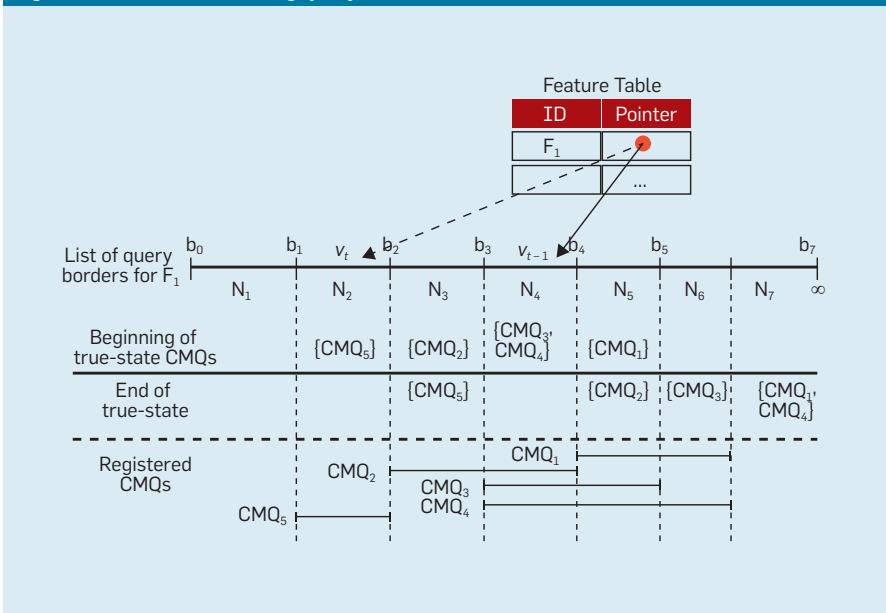 Feature Table
ID Pointer
F₁
...
b₀ b₁ vₜ b₂ b₃ vₜ₋₁ b₄ b₅ b₇
List of query
borders for F₁
N₁ N₂ N₃ N₄ N₅ N₆ N₇ ∞
Beginning of
true-state CMQs
{CMQ₅} {CMQ₂} {CMQ₃,
CMQ₄} {CMQ₁}
End of
true-state
{CMQ₅} {CMQ₂} {CMQ₃} {CMQ₁,
CMQ₄}
Registered
CMQs
CMQ₁
CMQ₂
CMQ₃
CMQ₄
CMQ₅